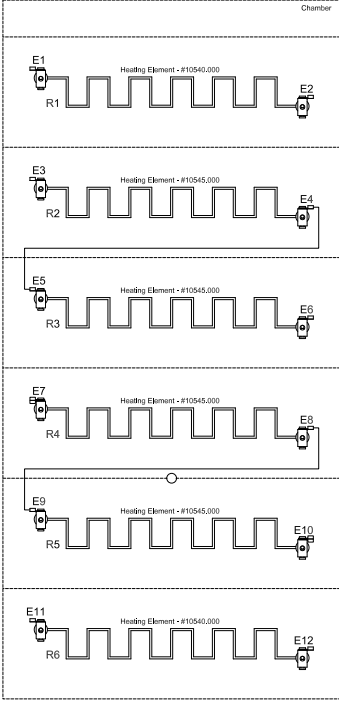 Chamber
E1
Heating Element - #10540.000
E2
R1
E3
Heating Element - #10545.000
E4
R2
E5
Heating Element - #10545.000
E6
R3
E7
Heating Element - #10545.000
E8
R4
E9
Heating Element - #10545.000
E10
R5
E11
Heating Element - #10540.000
E12
R6